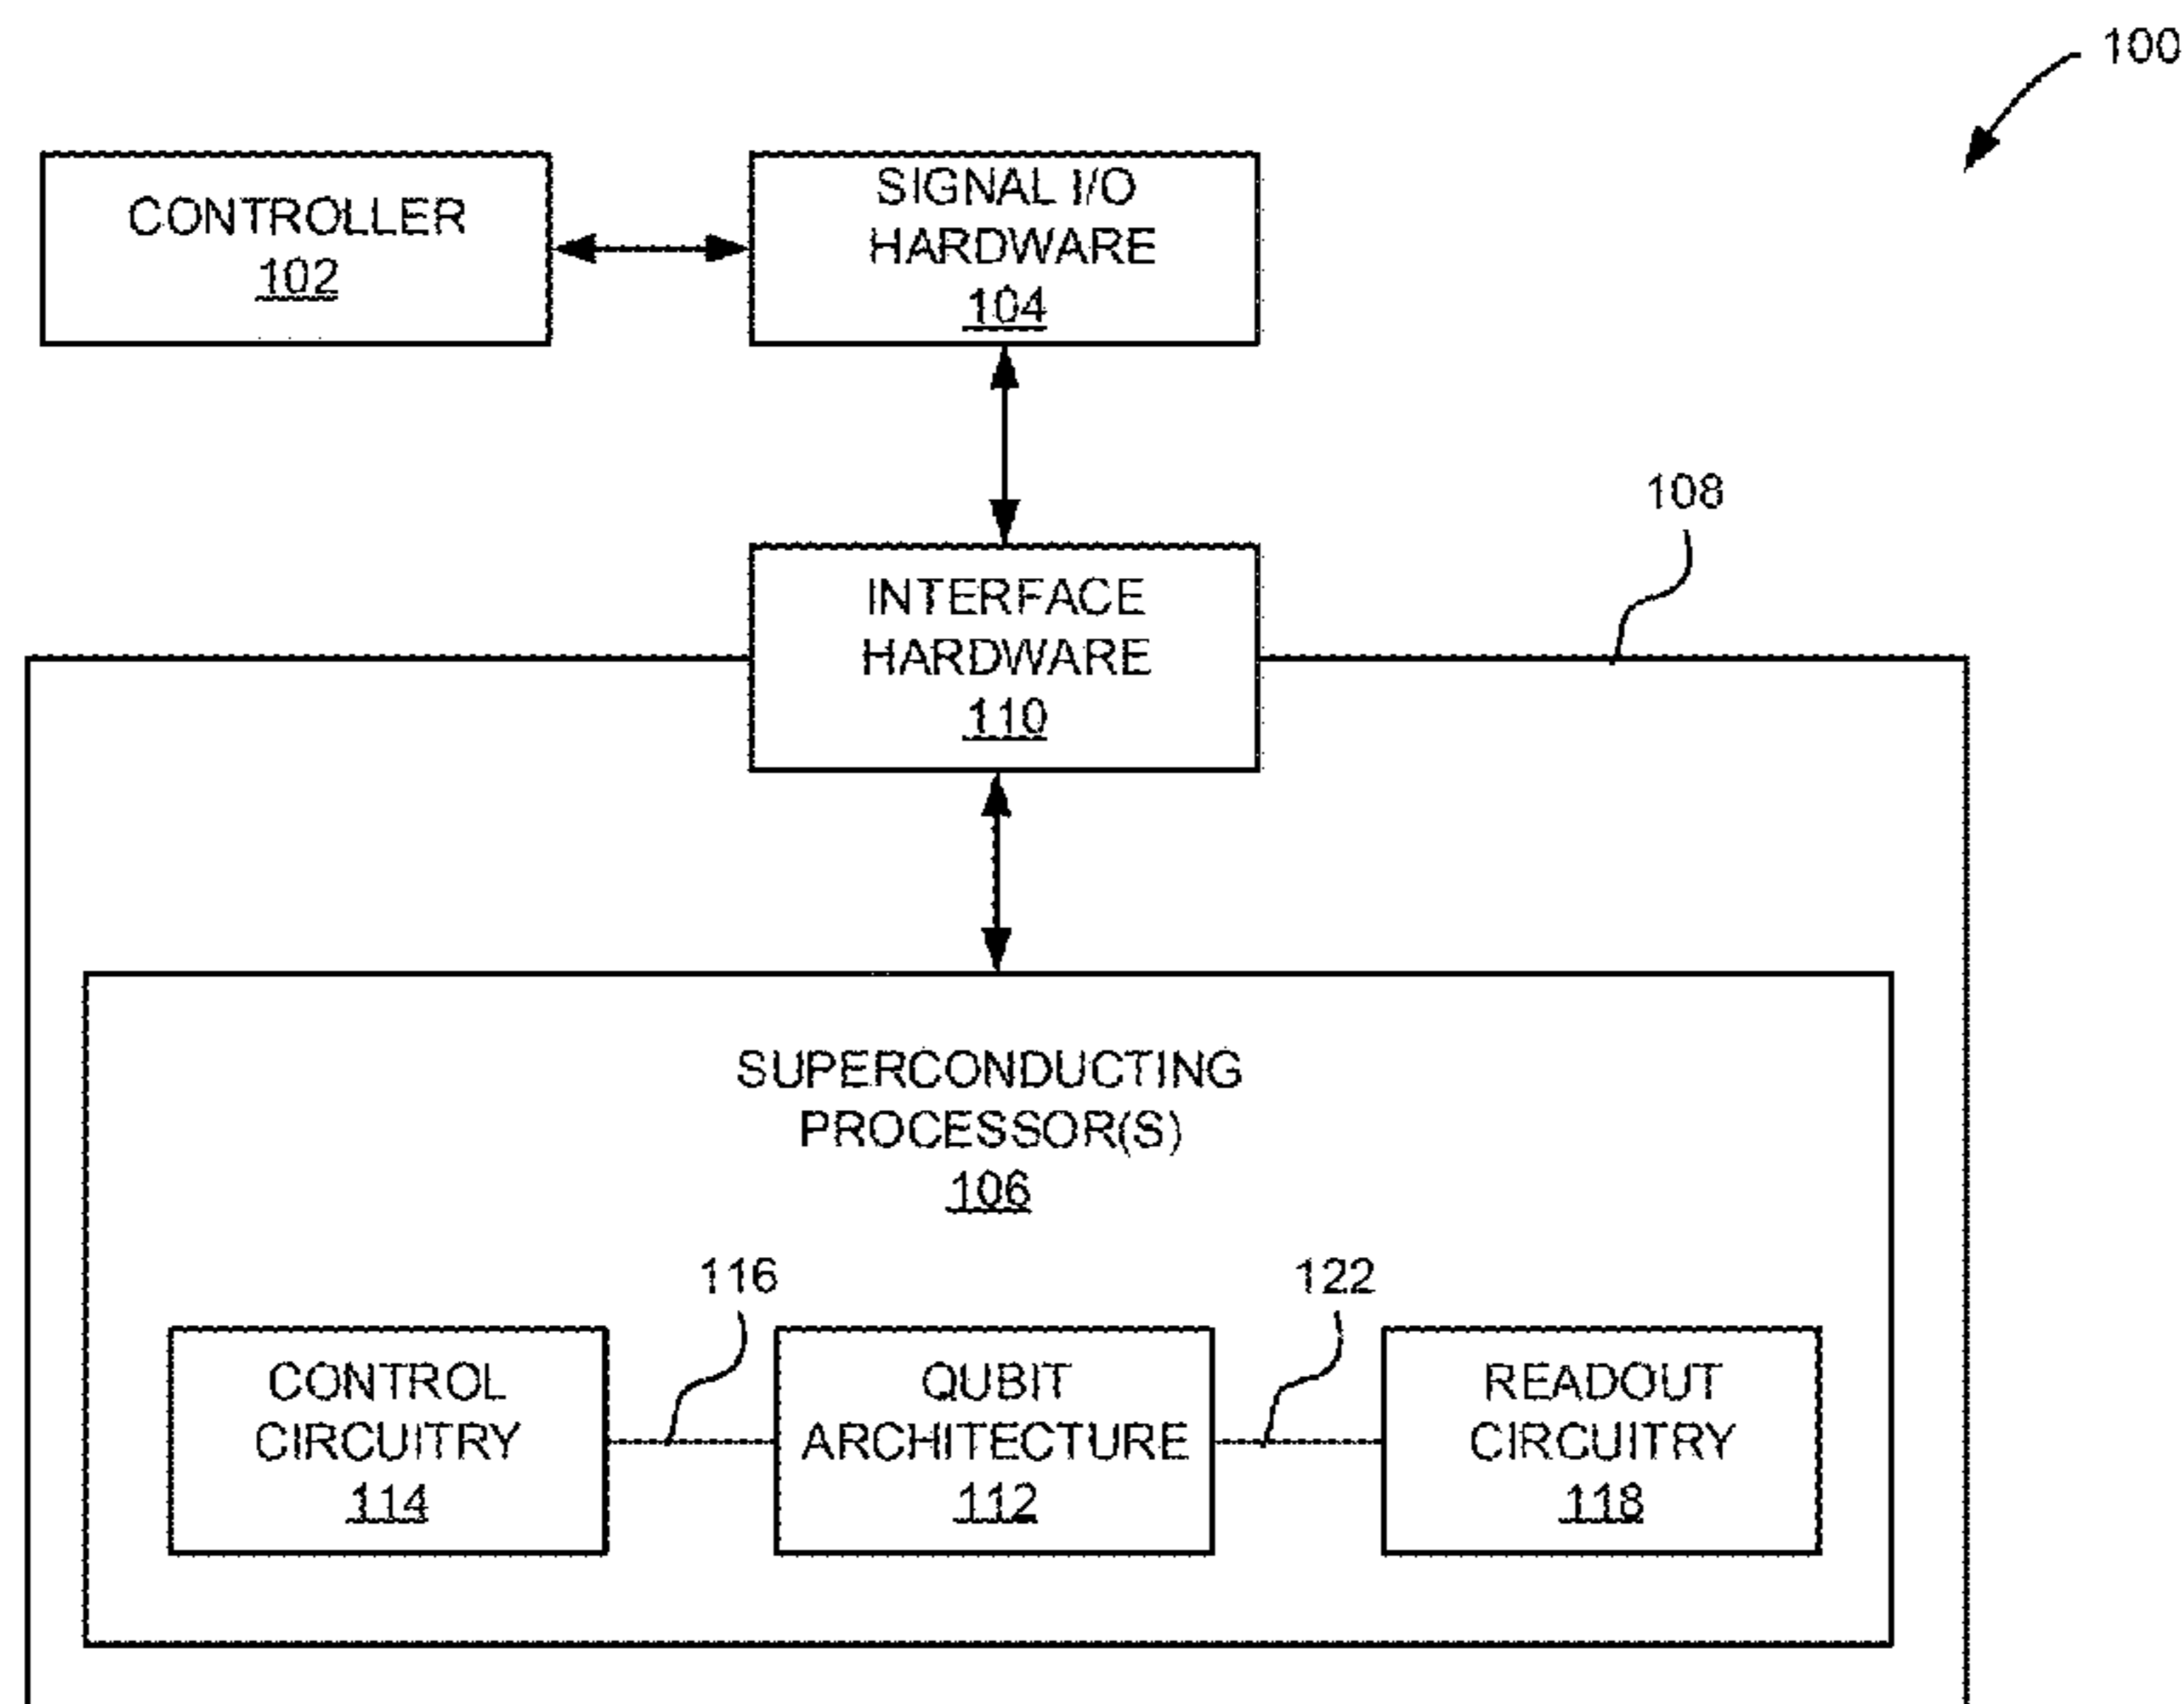 100
CONTROLLER
102
SIGNAL I/O
HARDWARE
104
108
INTERFACE
HARDWARE
110
SUPERCONDUCTING
PROCESSOR(S)
106
116
122
CONTROL
CIRCUITRY
114
QUBIT
ARCHITECTURE
112
READOUT
CIRCUITRY
118